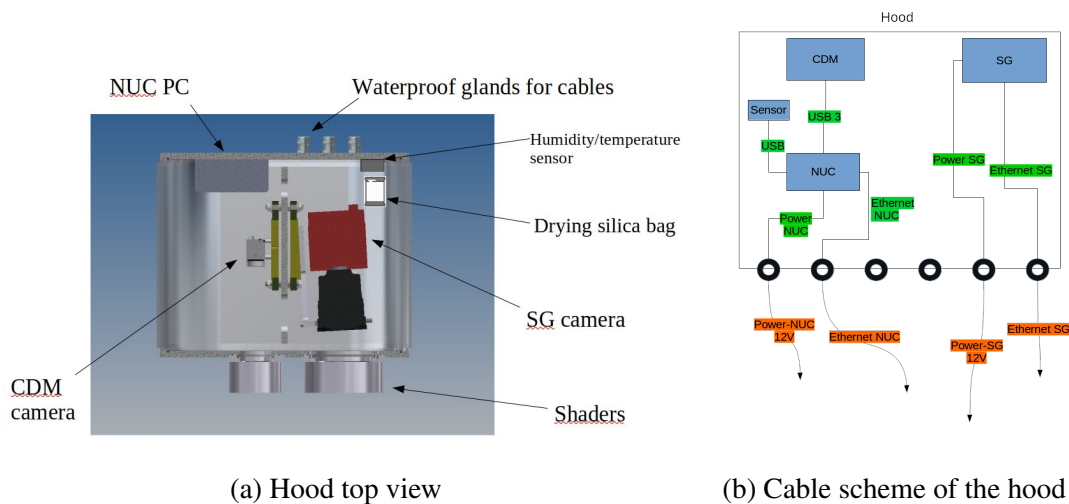 NUC PC
Waterproof glands for cables
Humidity/temperature
sensor
Drying silica bag
SG camera
CDM
camera
Shaders
(a) Hood top view
Hood
CDM
SG
Sensor
USB 3
USB
NUC
Power SG
Ethernet SG
Ethernet
NUC
Power
NUC
Power-NUC
12V
Ethernet NUC
Power-SG
12V
Ethernet SG
(b) Cable scheme of the hood